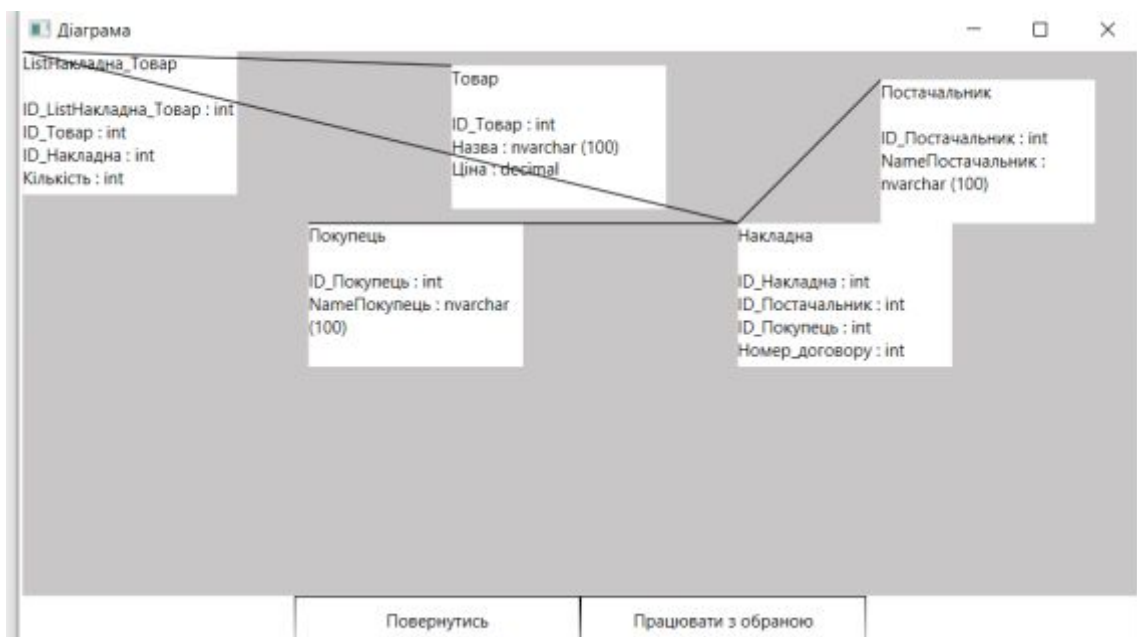 Діаграма
ListНакладна_Товар
ID_ListНакладна_Товар : int
ID_Товар : int
ID_Накладна : int
Кількість : int
Товар
ID_Товар : int
Назва : nvarchar (100)
Ціна : decimal
Постачальник
ID_Постачальник : int
NameПостачальник :
nvarchar (100)
Покупець
ID_Покупець : int
NameПокупець : nvarchar
(100)
Накладна
ID_Накладна : int
ID_Постачальник : int
ID_Покупець : int
Номер_договору : int
Повернутись
Працювати з обраною